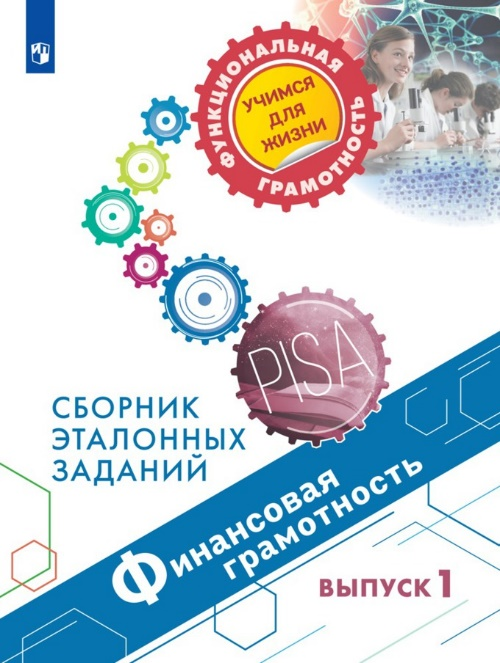 ФУНКЦИОНАЛЬНАЯ
ГРАМОТНОСТЬ
УЧИМСЯ
ДЛЯ
ЖИЗНИ
PISA
СБОРНИК
ЭТАЛОННЫХ
ЗАДАНИЙ
Финансовая
грамотность
ВЫПУСК 1